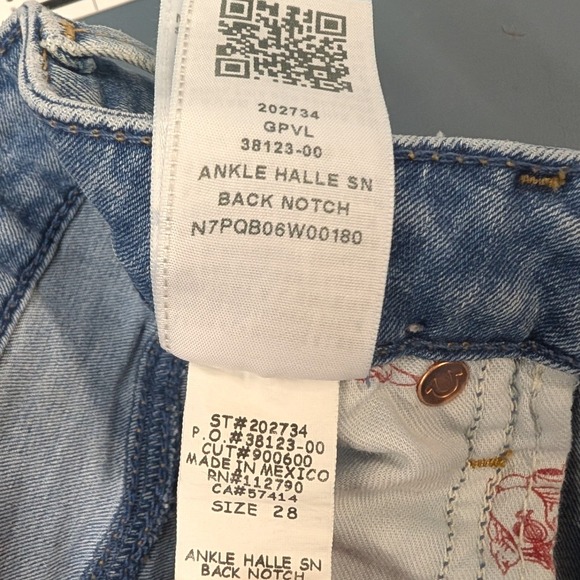 202734
GPVL
38123-00
ANKLE HALLE SN
BACK NOTCH
N7PQB06W00180
ST#202734
P.O.#38123-00
CUT#900600
MADE IN MEXICO
RN#112790
CA#57414
SIZE 28
ANKLE HALLE SN
BACK NOTCH